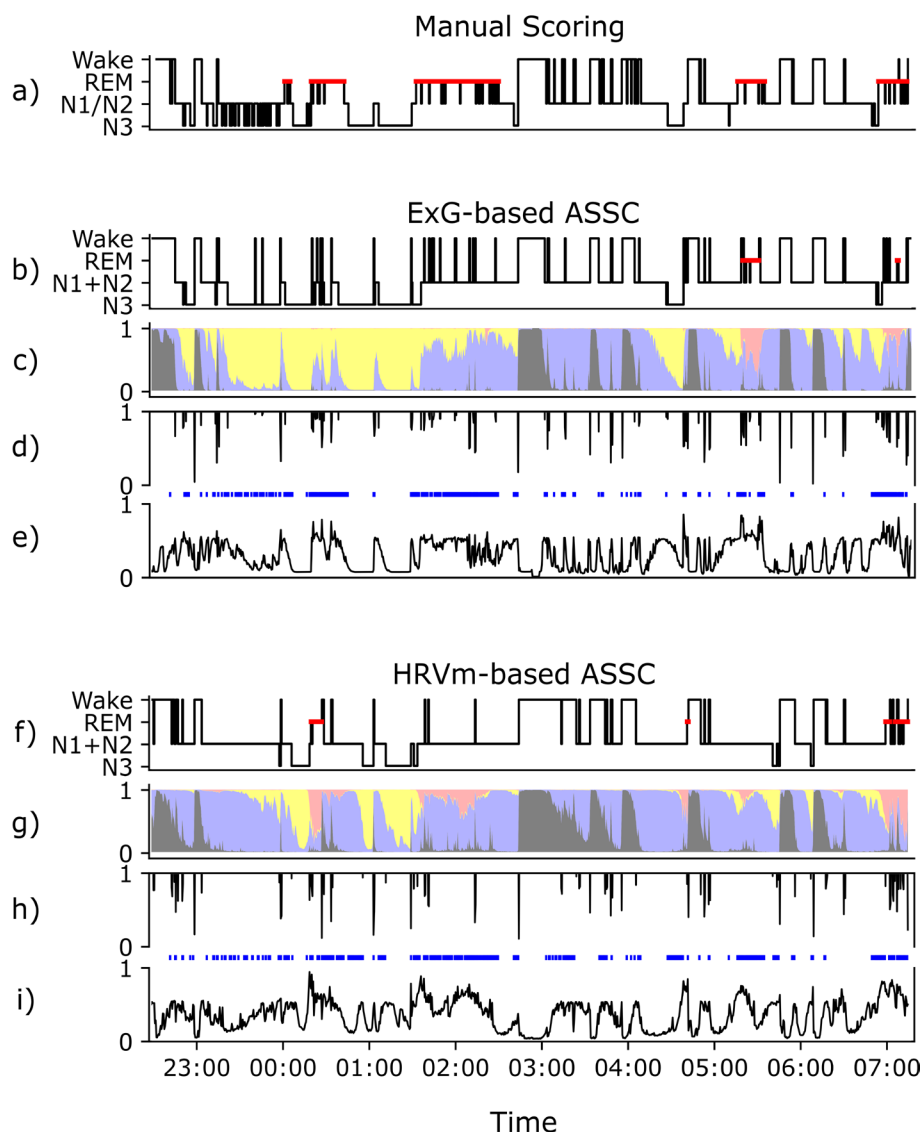 Manual Scoring
a)
Wake
REM
N1/N2
N3
ExG-based ASSC
b)
Wake
REM
N1+N2
N3
c)
1
0
d)
1
0
e)
1
0
HRVm-based ASSC
f)
Wake
REM
N1+N2
N3
g)
1
0
h)
1
0
i)
1
0
23:00 00:00 01:00 02:00 03:00 04:00 05:00 06:00 07:00
Time